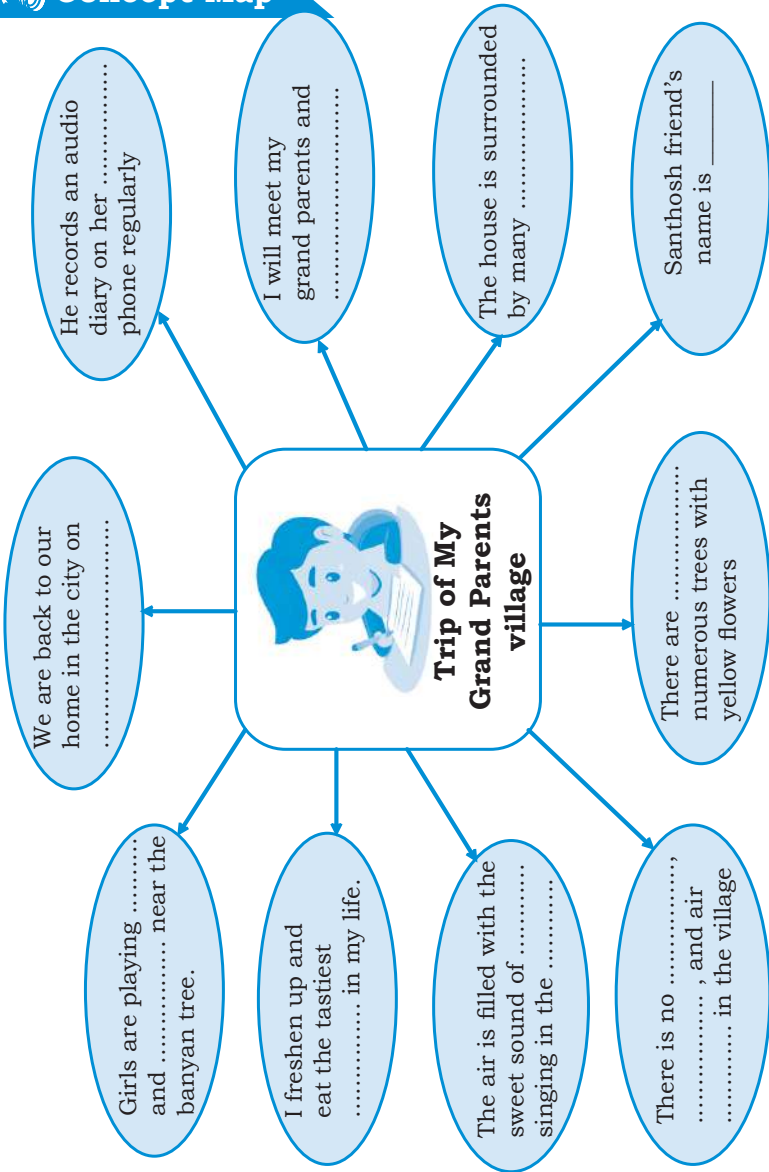 Concept Map
We are back to our
home in the city on
...................................
He records an audio
diary on her ..............
phone regularly
I will meet my
grand parents and
..............................
The house is surrounded
by many ......................
Santhosh friend's
name is ________
There are ...................
numerous trees with
yellow flowers
There is no ...............,
.................. , and air
................ in the village
The air is filled with the
sweet sound of ............
singing in the ............
I freshen up and
eat the tastiest
............... in my life.
Girls are playing ..........
and ................ near the
banyan tree.
Trip of My
Grand Parents
village